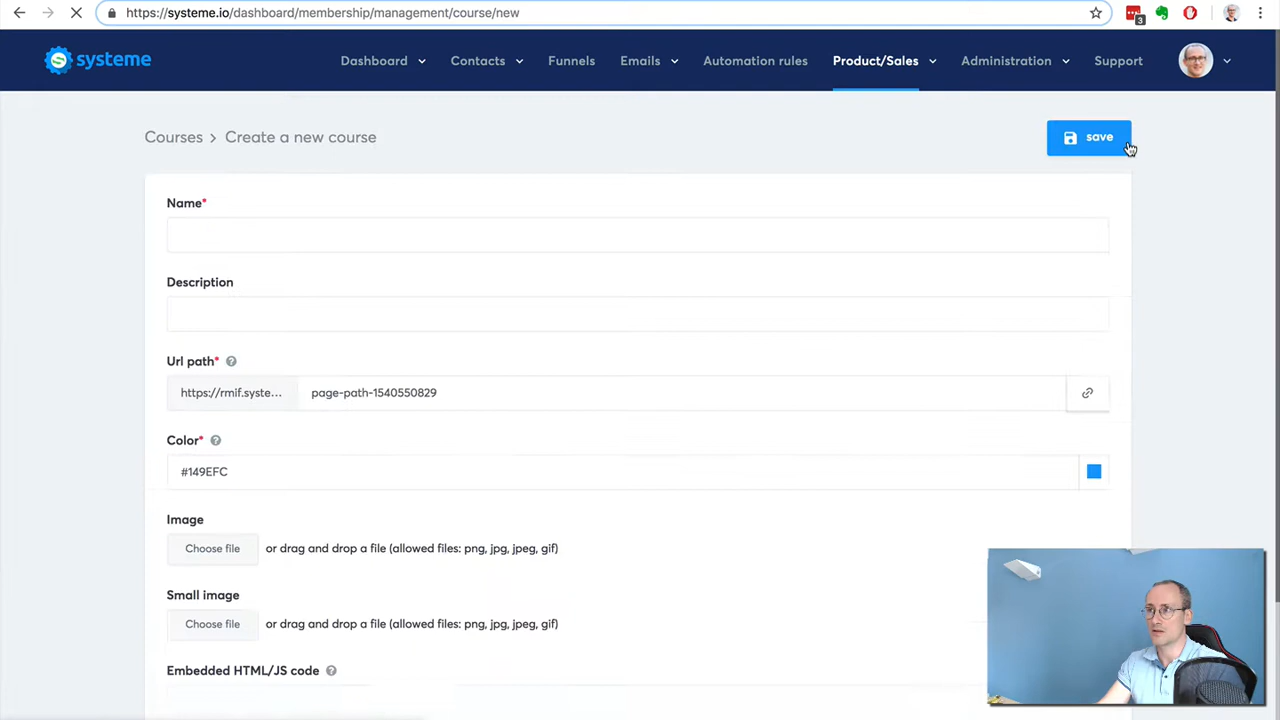 https://systeme.io/dashboard/membership/management/course/new
3
systeme
Dashboard Contacts Funnels Emails Automation rules Product/Sales Administration Support
Courses > Create a new course
save
Name*
Description
Url path* ?
https://rmif.syste... page-path-1540550829
Color* ?
#149EFC
Image
Choose file or drag and drop a file (allowed files: png, jpg, jpeg, gif)
Small image
Choose file or drag and drop a file (allowed files: png, jpg, jpeg, gif)
Embedded HTML/JS code ?